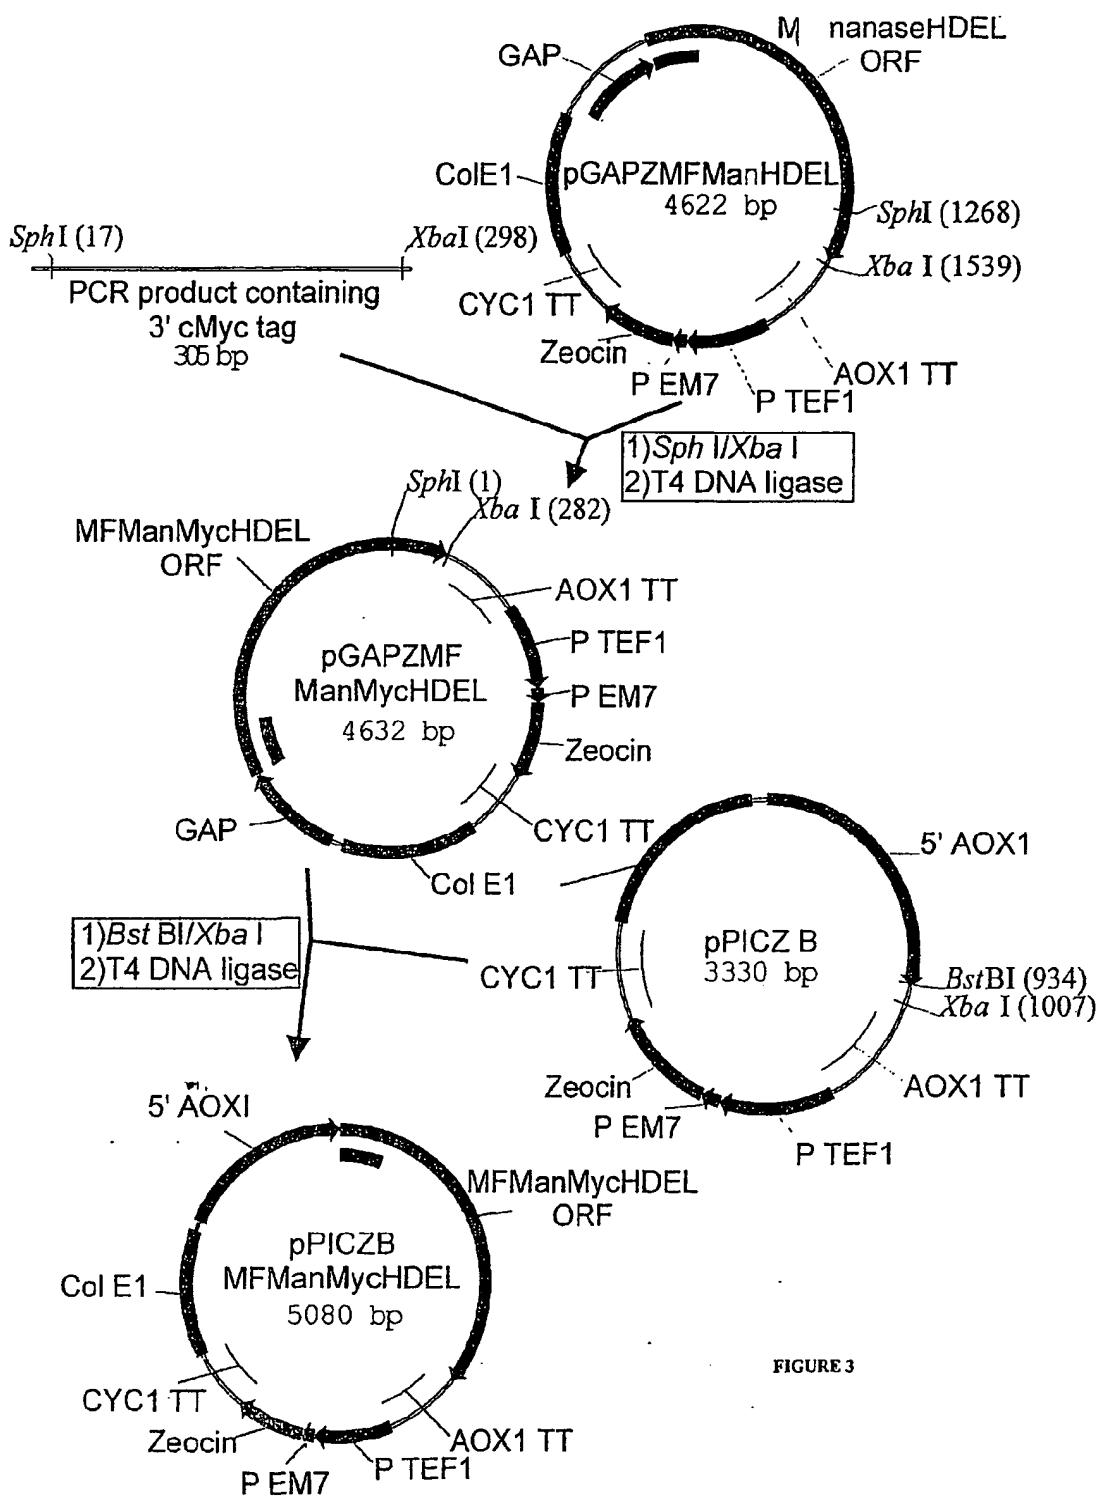 M nanaseHDEL
ORF
GAP
ColE1
pGAPZMFManHDEL
4622 bp
SphI (1268)
Xba I (1539)
SphI (17)
XbaI (298)
PCR product containing
3' cMyc tag
305 bp
CYC1 TT
Zeocin
P EM7
P TEF1
AOX1 TT
1)Sph I/Xba I
2)T4 DNA ligase
SphI (1)
Xba I (282)
MFManMycHDEL
ORF
AOX1 TT
P TEF1
P EM7
Zeocin
pGAPZMF
ManMycHDEL
4632 bp
GAP
CYC1 TT
Col E1
5' AOX1
1)Bst BI/Xba I
2)T4 DNA ligase
pPICZ B
3330 bp
CYC1 TT
BstBI (934)
Xba I (1007)
Zeocin
P EM7
P TEF1
AOX1 TT
5' AOXI
MFManMycHDEL
ORF
pPICZB
MFManMycHDEL
5080 bp
Col E1
CYC1 TT
Zeocin
P EM7
P TEF1
AOX1 TT
FIGURE 3